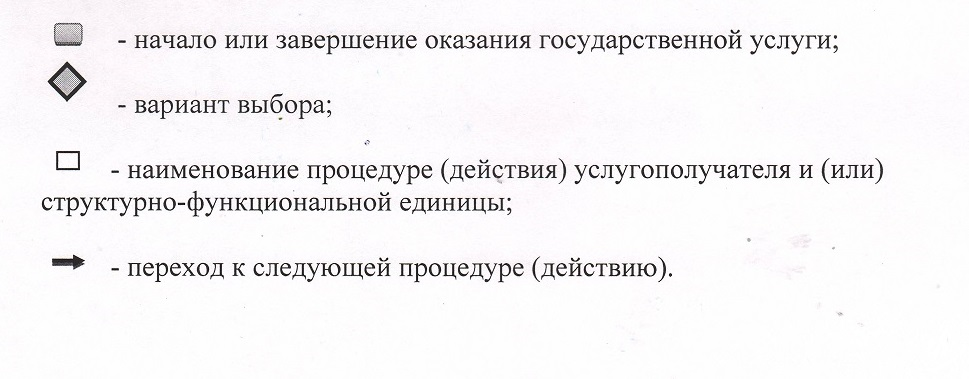 - начало или завершение оказания государственной услуги;
- вариант выбора;
- наименование процедуре (действия) услугополучателя и (или)
структурно-функциональной единицы;
- переход к следующей процедуре (действию).